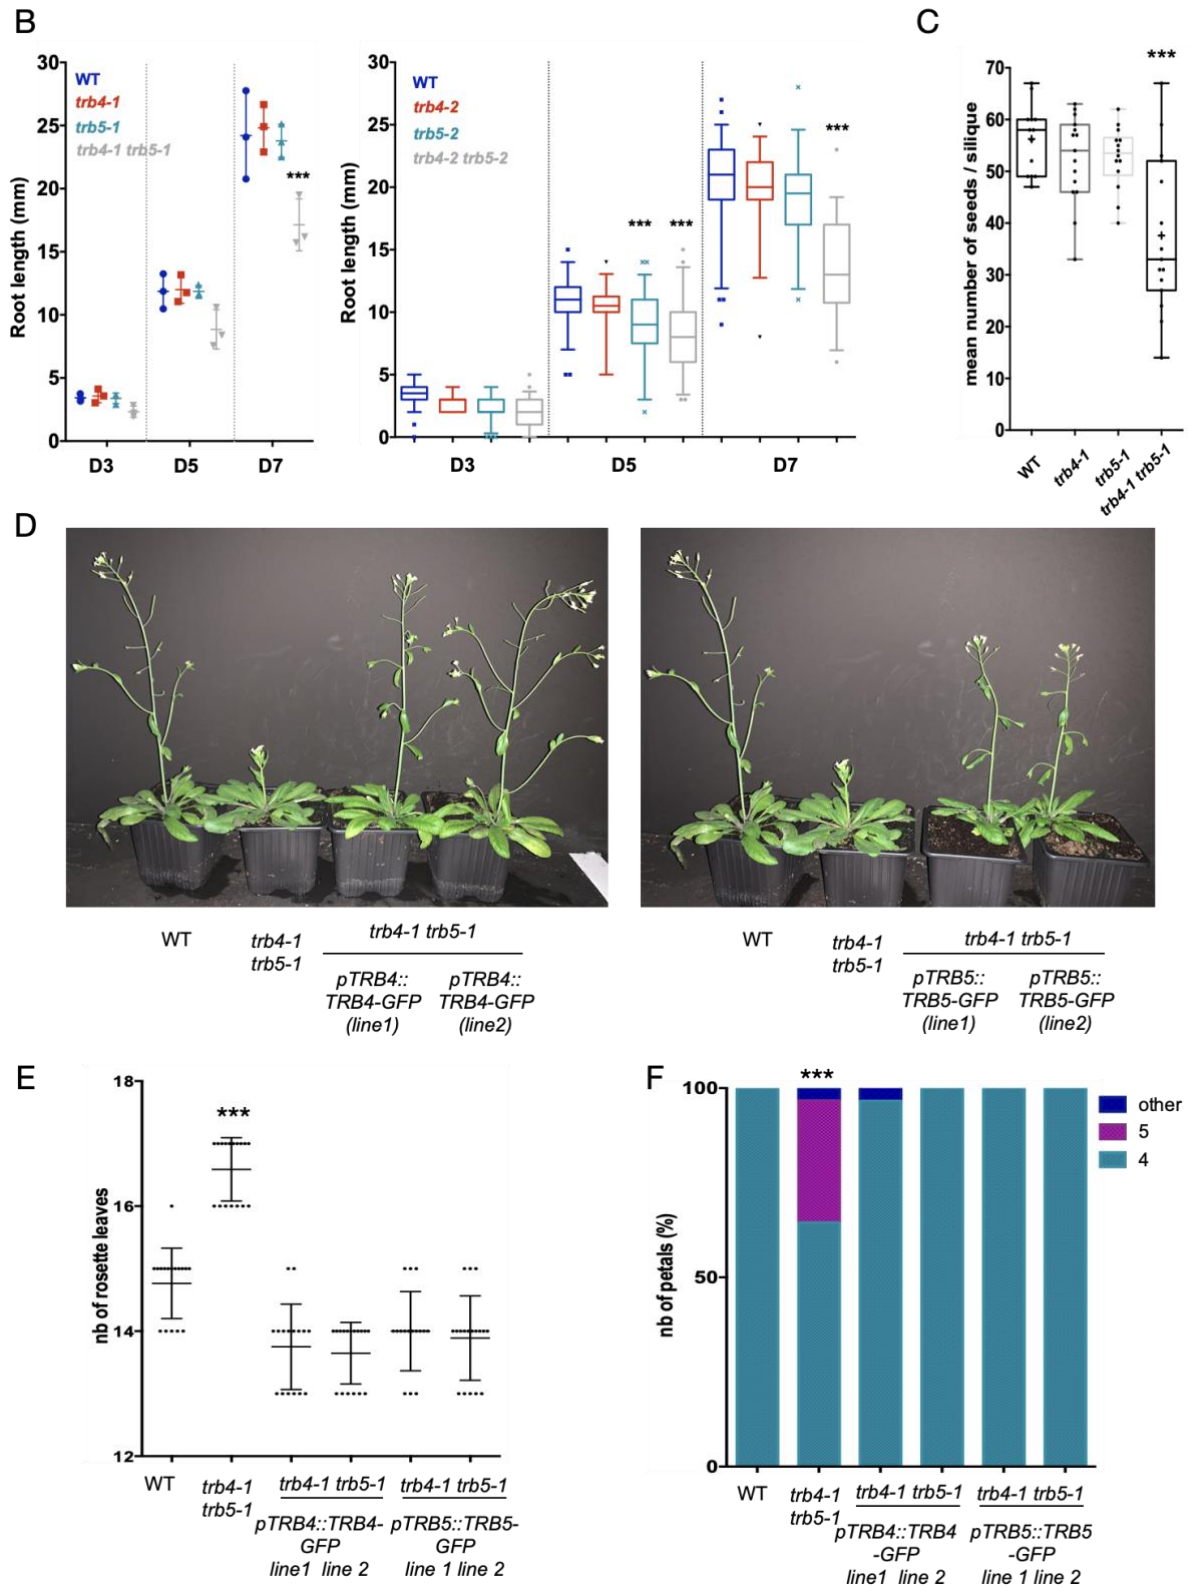 B
30
25
20
15
10
5
0
Root length (mm)
WT
trb4-1
trb5-1
trb4-1 trb5-1
***
D3
D5
D7
30
25
20
15
10
5
0
Root length (mm)
WT
trb4-2
trb5-2
trb4-2 trb5-2
***
***
***
D3
D5
D7
C
70
60
50
40
30
20
10
0
mean number of seeds / silique
***
WT
trb4-1
trb5-1
trb4-1 trb5-1
D
WT
trb4-1
trb5-1
trb4-1 trb5-1
pTRB4::
TRB4-GFP
(line1)
pTRB4::
TRB4-GFP
(line2)
WT
trb4-1
trb5-1
trb4-1 trb5-1
pTRB5::
TRB5-GFP
(line1)
pTRB5::
TRB5-GFP
(line2)
E
18
16
14
12
nb of rosette leaves
***
WT
trb4-1
trb5-1
trb4-1 trb5-1
pTRB4::TRB4-
GFP
line1 line 2
trb4-1 trb5-1
pTRB5::TRB5-
GFP
line 1 line 2
F
100
50
0
nb of petals (%)
***
other
5
4
WT
trb4-1
trb5-1
trb4-1 trb5-1
pTRB4::TRB4
-GFP
line1 line 2
trb4-1 trb5-1
pTRB5::TRB5
-GFP
line 1 line 2